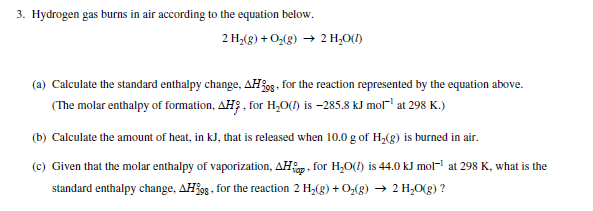 3. Hydrogen gas burns in air according to the equation below.
2 H₂(g) + O₂(g) → 2 H₂O(l)
(a) Calculate the standard enthalpy change, ΔH°₂₉₈, for the reaction represented by the equation above.
(The molar enthalpy of formation, ΔH°f, for H₂O(l) is −285.8 kJ mol⁻¹ at 298 K.)
(b) Calculate the amount of heat, in kJ, that is released when 10.0 g of H₂(g) is burned in air.
(c) Given that the molar enthalpy of vaporization, ΔH°vap, for H₂O(l) is 44.0 kJ mol⁻¹ at 298 K, what is the
standard enthalpy change, ΔH°₂₉₈, for the reaction 2 H₂(g) + O₂(g) → 2 H₂O(g) ?